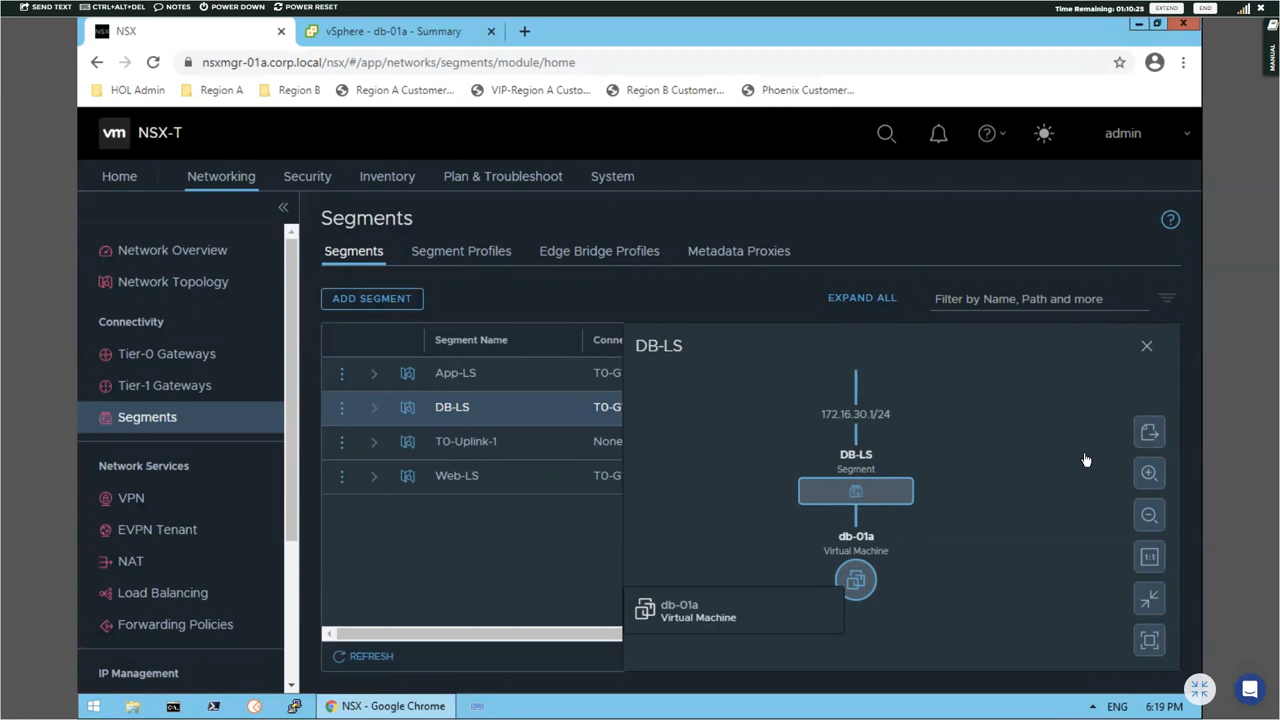 SEND TEXT CTRL+ALT+DEL NOTES POWER DOWN POWER RESET
Time Remaining: 01:10:25 EXTEND END
MANUAL
NSX vSphere - db-01a - Summary
nsxmgr-01a.corp.local/nsx/#/app/networks/segments/module/home
HOL Admin Region A Region B Region A Customer... VIP-Region A Custo... Region B Customer... Phoenix Customer...
vm NSX-T admin
Home Networking Security Inventory Plan & Troubleshoot System
Network Overview
Network Topology
Connectivity
Tier-0 Gateways
Tier-1 Gateways
Segments
Network Services
VPN
EVPN Tenant
NAT
Load Balancing
Forwarding Policies
IP Management
Segments
Segments Segment Profiles Edge Bridge Profiles Metadata Proxies
ADD SEGMENT EXPAND ALL Filter by Name, Path and more
Segment Name Conne
App-LS T0-G
DB-LS T0-G
T0-Uplink-1 None
Web-LS T0-G
REFRESH
DB-LS
172.16.30.1/24
DB-LS
Segment
db-01a
Virtual Machine
db-01a
Virtual Machine
1:1
NSX - Google Chrome ENG 6:19 PM